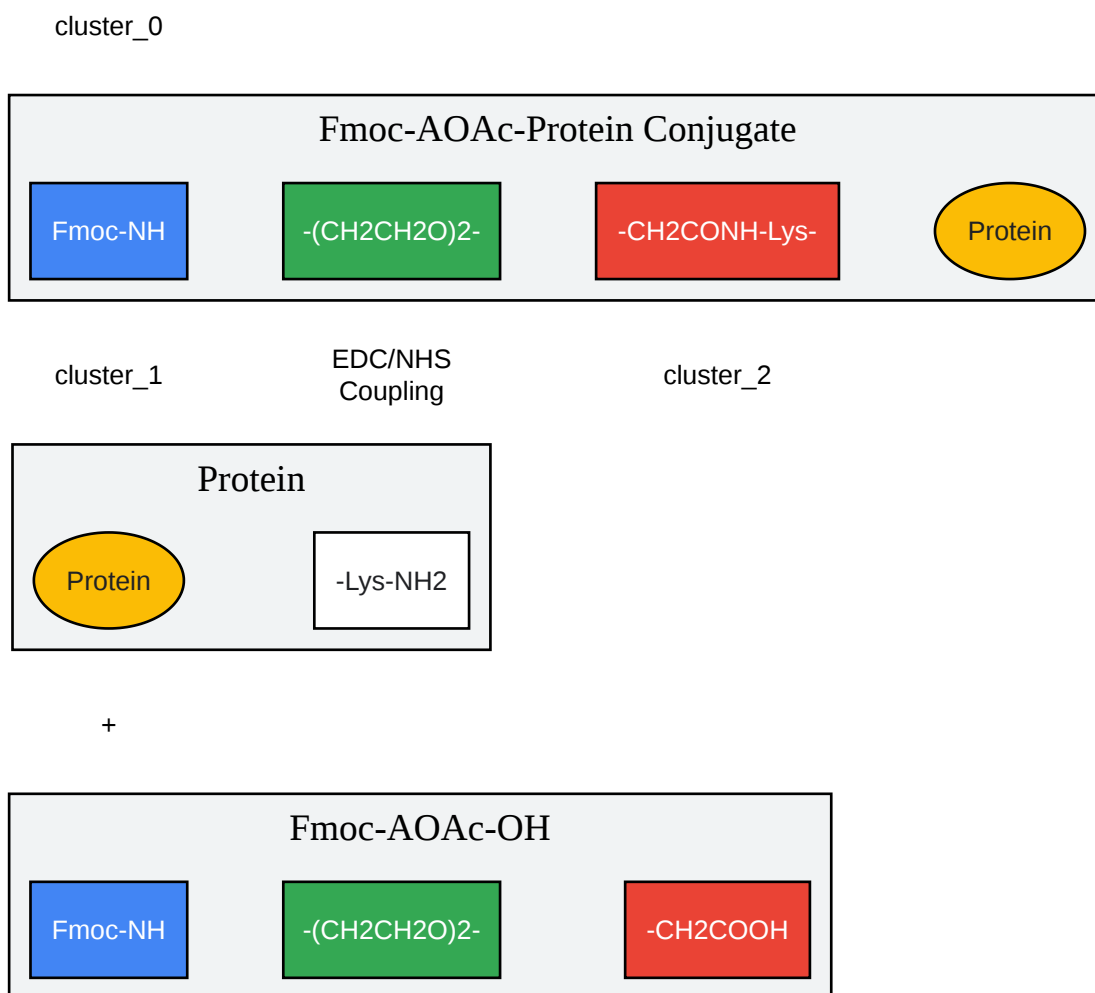 cluster_0
Fmoc-AOAc-Protein Conjugate
Fmoc-NH
-(CH2CH2O)2-
-CH2CONH-Lys-
Protein
cluster_1
EDC/NHS
Coupling
cluster_2
Protein
Protein
-Lys-NH2
+
Fmoc-AOAc-OH
Fmoc-NH
-(CH2CH2O)2-
-CH2COOH